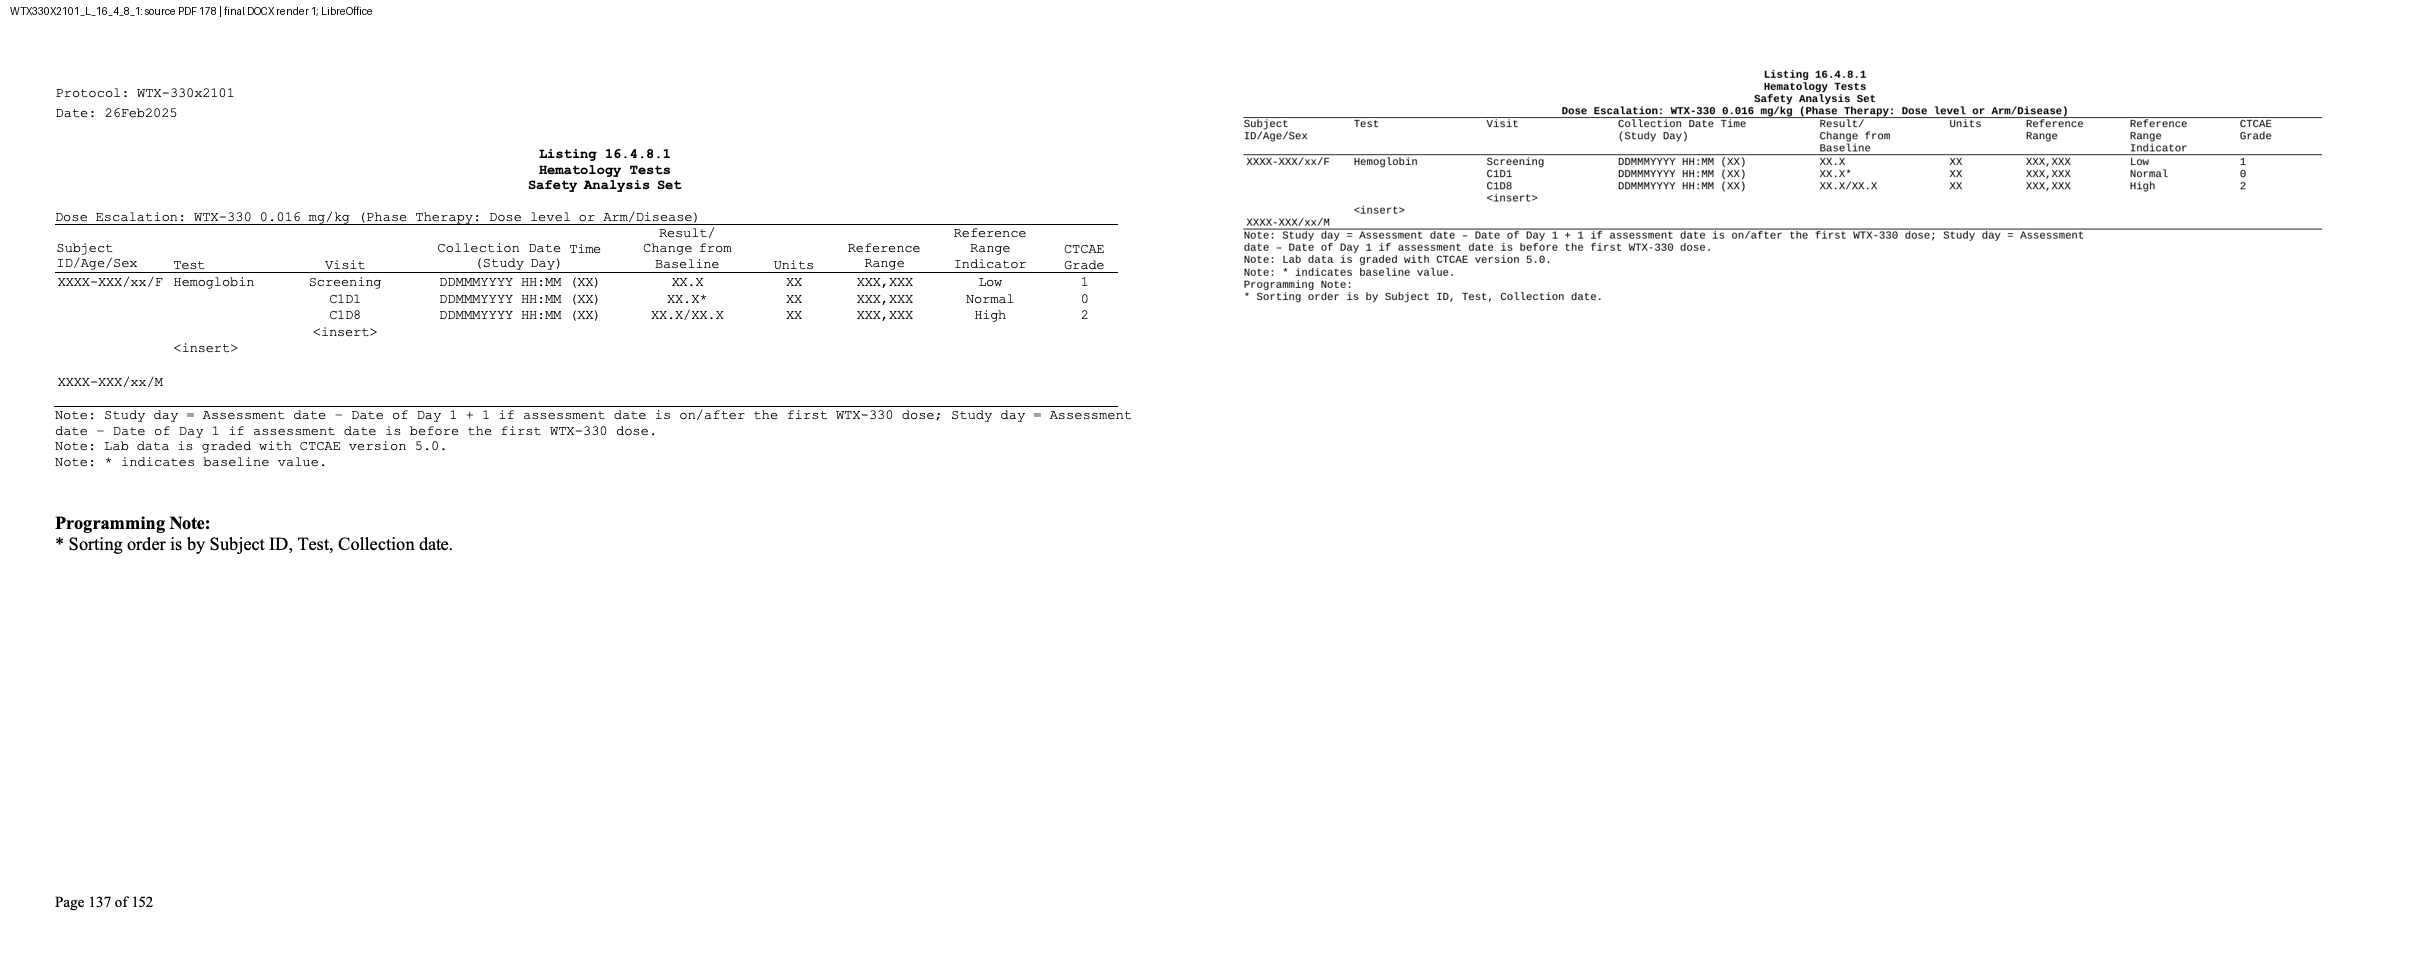 WTX330X2101_L_16_4_8_1: source PDF 178 | final DOCX render 1; LibreOffice
Protocol: WTX-330x2101
Date: 26Feb2025
Listing 16.4.8.1
Hematology Tests
Safety Analysis Set
Dose Escalation: WTX-330 0.016 mg/kg (Phase Therapy: Dose level or Arm/Disease)
Result/ Reference
Subject Collection Date Time Change from Reference Range CTCAE
ID/Age/Sex Test Visit (Study Day) Baseline Units Range Indicator Grade
XXXX-XXX/xx/F Hemoglobin Screening DDMMMYYYY HH:MM (XX) XX.X XX XXX,XXX Low 1
C1D1 DDMMMYYYY HH:MM (XX) XX.X* XX XXX,XXX Normal 0
C1D8 DDMMMYYYY HH:MM (XX) XX.X/XX.X XX XXX,XXX High 2
<insert>
<insert>
XXXX-XXX/xx/M
Note: Study day = Assessment date – Date of Day 1 + 1 if assessment date is on/after the first WTX-330 dose; Study day = Assessment
date – Date of Day 1 if assessment date is before the first WTX-330 dose.
Note: Lab data is graded with CTCAE version 5.0.
Note: * indicates baseline value.
Programming Note:
* Sorting order is by Subject ID, Test, Collection date.
Page 137 of 152
Listing 16.4.8.1
Hematology Tests
Safety Analysis Set
Dose Escalation: WTX-330 0.016 mg/kg (Phase Therapy: Dose level or Arm/Disease)
Subject Test Visit Collection Date Time Result/ Units Reference Reference CTCAE
ID/Age/Sex (Study Day) Change from Range Range Grade
Baseline Indicator
XXXX-XXX/xx/F Hemoglobin Screening DDMMMYYYY HH:MM (XX) XX.X XX XXX,XXX Low 1
C1D1 DDMMMYYYY HH:MM (XX) XX.X* XX XXX,XXX Normal 0
C1D8 DDMMMYYYY HH:MM (XX) XX.X/XX.X XX XXX,XXX High 2
<insert>
<insert>
XXXX-XXX/xx/M
Note: Study day = Assessment date – Date of Day 1 + 1 if assessment date is on/after the first WTX-330 dose; Study day = Assessment
date – Date of Day 1 if assessment date is before the first WTX-330 dose.
Note: Lab data is graded with CTCAE version 5.0.
Note: * indicates baseline value.
Programming Note:
* Sorting order is by Subject ID, Test, Collection date.